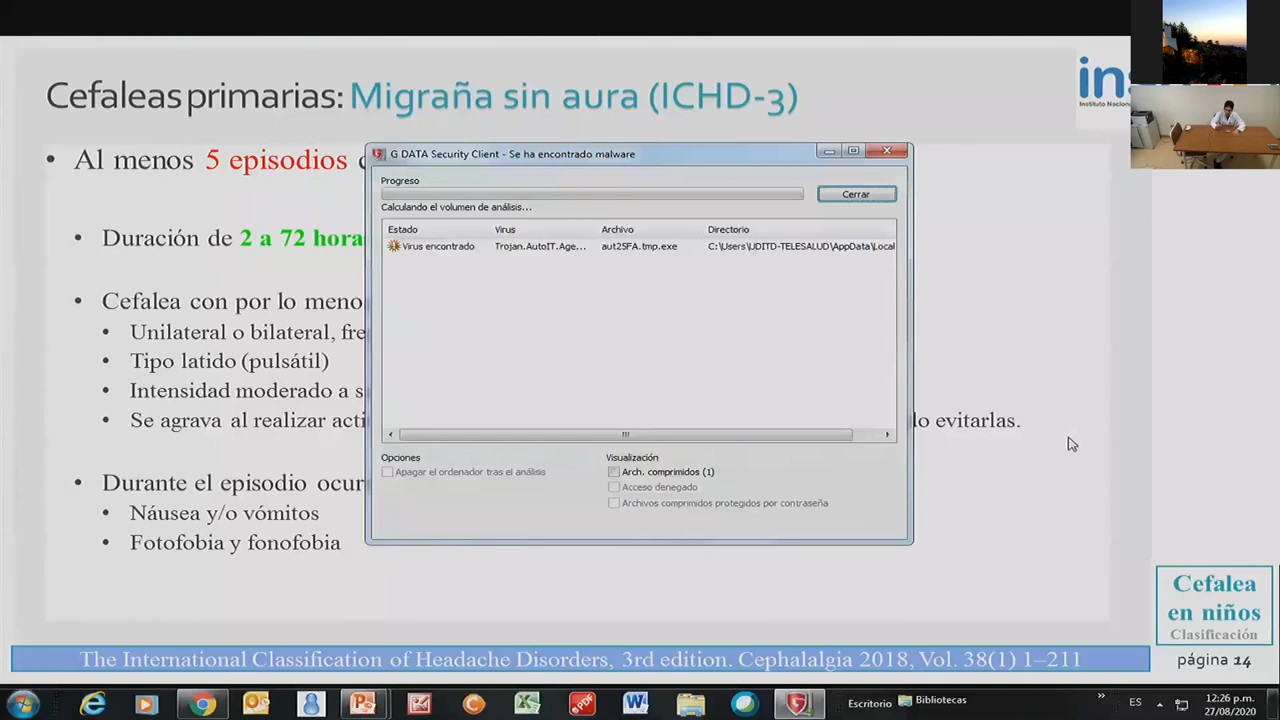 Cefaleas primarias: Migraña sin aura (ICHD-3)
Instituto Nacional
• Al menos 5 episodios
• Duración de 2 a 72 hora
• Cefalea con por lo meno
• Unilateral o bilateral, fre
• Tipo latido (pulsátil)
• Intensidad moderado a s
• Se agrava al realizar acti
do evitarlas.
• Durante el episodio ocur
• Náusea y/o vómitos
• Fotofobia y fonofobia
G DATA Security Client - Se ha encontrado malware
Progreso
Cerrar
Calculando el volumen de análisis...
Estado Virus Archivo Directorio
Virus encontrado Trojan.AutoIT.Age... aut25FA.tmp.exe C:\Users\UDITD-TELESALUD\AppData\Local
Opciones Visualización
Apagar el ordenador tras el análisis Arch. comprimidos (1)
Acceso denegado
Archivos comprimidos protegidos por contraseña
Cefalea
en niños
Clasificación
The International Classification of Headache Disorders, 3rd edition. Cephalalgia 2018, Vol. 38(1) 1–211
página 14
Escritorio Bibliotecas ES 12:26 p.m.
27/08/2020